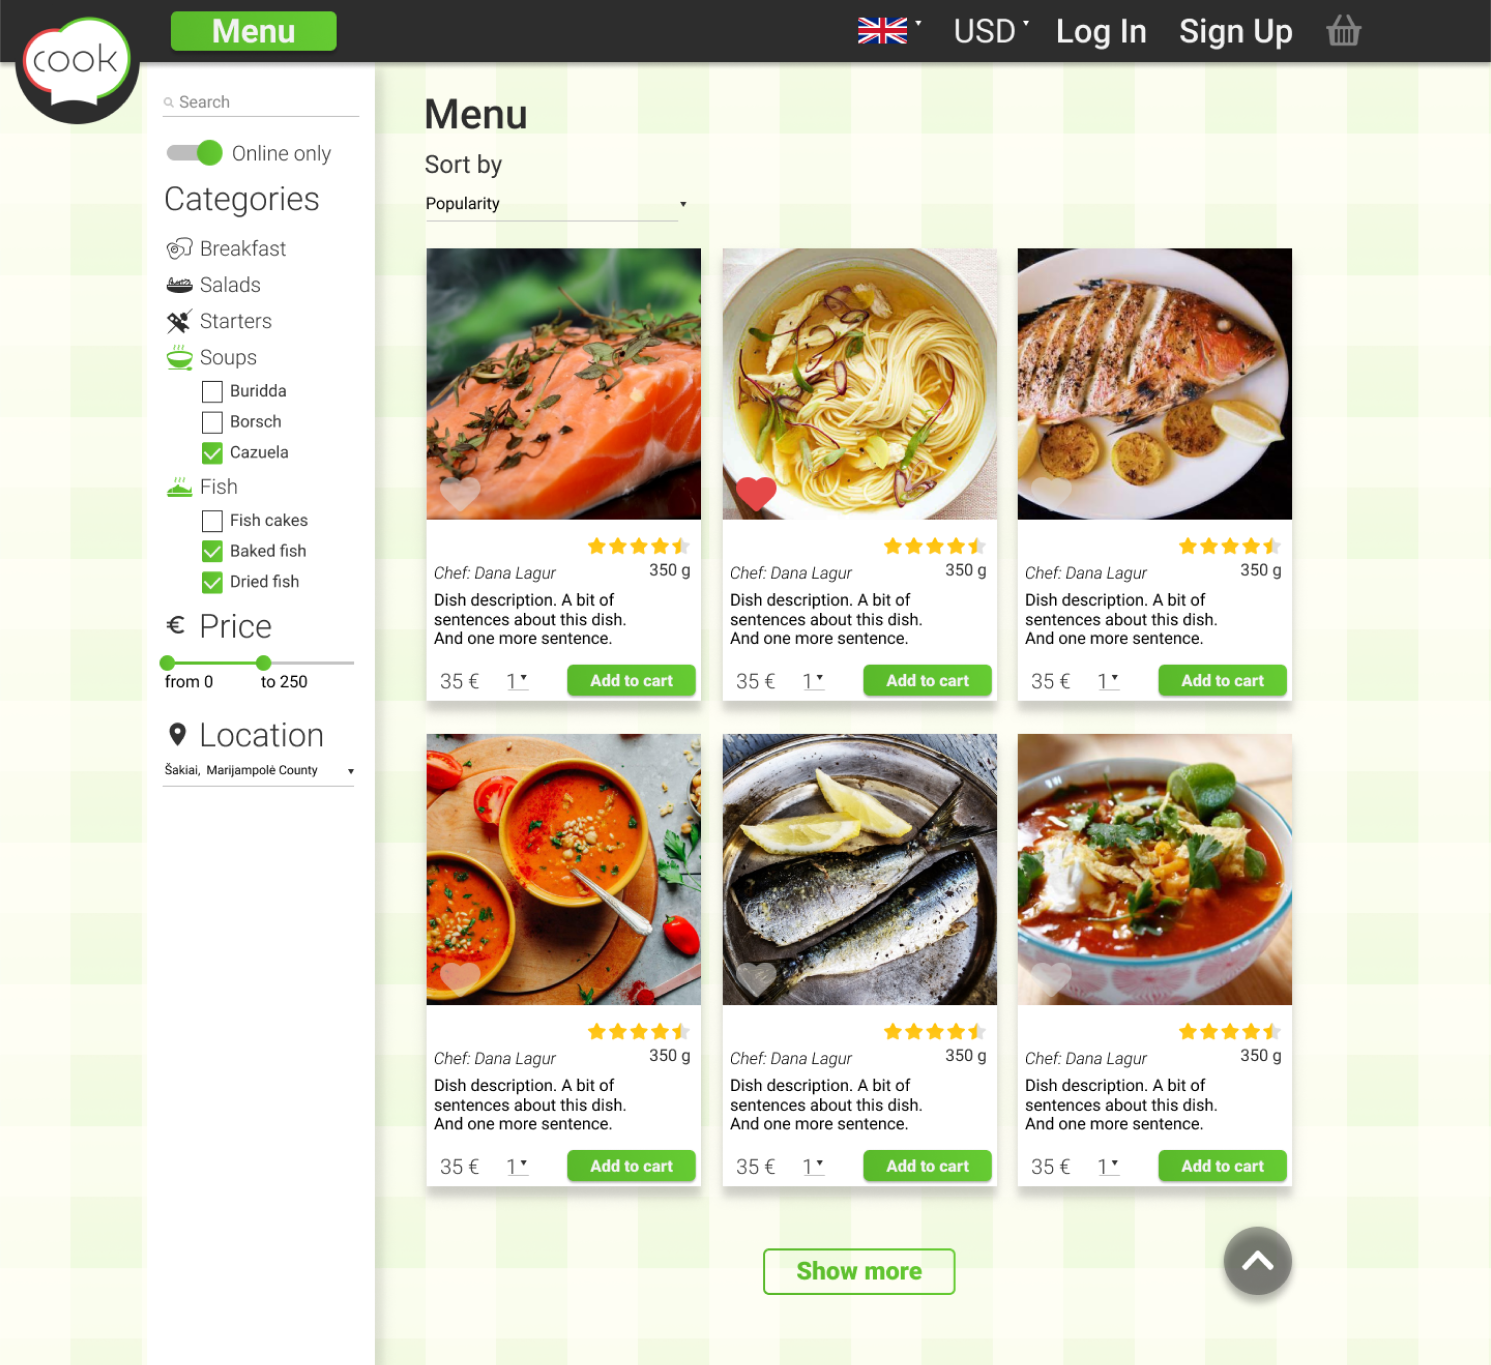 cook
Menu
USD
Log In
Sign Up
Search
Online only
Categories
Breakfast
Salads
Starters
Soups
Buridda
Borsch
Cazuela
Fish
Fish cakes
Baked fish
Dried fish
€ Price
from 0 to 250
Location
Šakiai, Marijampolė County
Menu
Sort by
Popularity
Chef: Dana Lagur 350 g
Dish description. A bit of
sentences about this dish.
And one more sentence.
35 € 1 Add to cart
Chef: Dana Lagur 350 g
Dish description. A bit of
sentences about this dish.
And one more sentence.
35 € 1 Add to cart
Chef: Dana Lagur 350 g
Dish description. A bit of
sentences about this dish.
And one more sentence.
35 € 1 Add to cart
Chef: Dana Lagur 350 g
Dish description. A bit of
sentences about this dish.
And one more sentence.
35 € 1 Add to cart
Chef: Dana Lagur 350 g
Dish description. A bit of
sentences about this dish.
And one more sentence.
35 € 1 Add to cart
Chef: Dana Lagur 350 g
Dish description. A bit of
sentences about this dish.
And one more sentence.
35 € 1 Add to cart
Show more